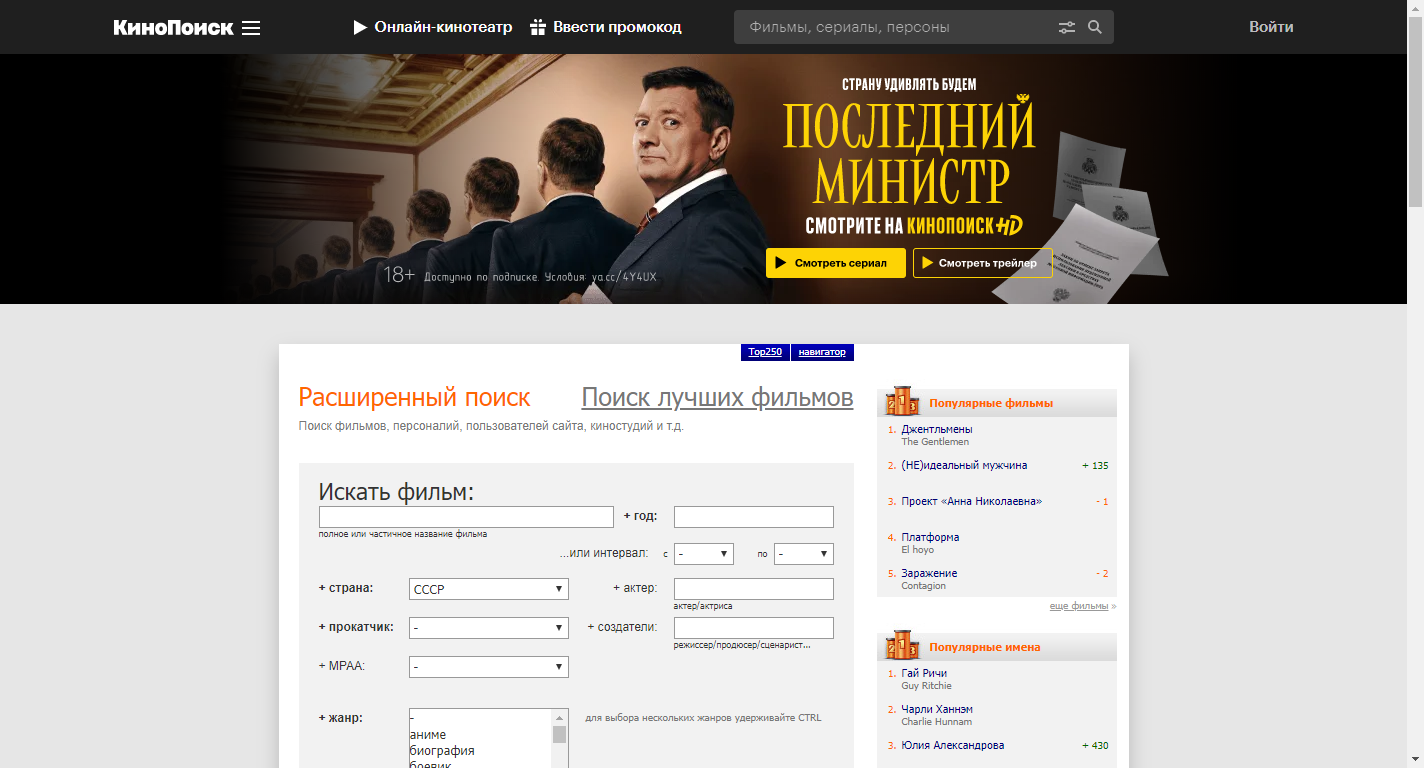 КиноПоиск
Онлайн-кинотеатр
Ввести промокод
Фильмы, сериалы, персоны
Войти
СТРАНУ УДИВЛЯТЬ БУДЕМ
ПОСЛЕДНИЙ
МИНИСТР
СМОТРИТЕ НА КИНОПОИСК HD
Смотреть сериал
Смотреть трейлер
18+ Доступно по подписке. Условия: ya.cc/4Y4UX
Top250
навигатор
Расширенный поиск
Поиск лучших фильмов
Поиск фильмов, персоналий, пользователей сайта, киностудий и т.д.
Искать фильм:
+ год:
полное или частичное название фильма
...или интервал: с - по -
+ страна: СССР
+ актер:
актер/актриса
+ прокатчик: -
+ создатели:
режиссер/продюсер/сценарист...
+ MPAA: -
+ жанр:
-
аниме
биография
боевик
для выбора нескольких жанров удерживайте CTRL
Популярные фильмы
1. Джентльмены
The Gentlemen
2. (НЕ)идеальный мужчина + 135
3. Проект «Анна Николаевна» - 1
4. Платформа
El hoyo
5. Заражение - 2
Contagion
еще фильмы »
Популярные имена
1. Гай Ричи
Guy Ritchie
2. Чарли Ханнэм
Charlie Hunnam
3. Юлия Александрова + 430